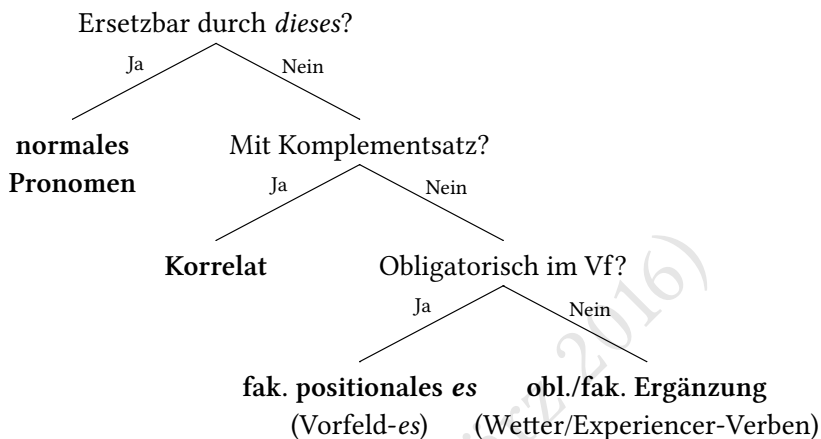 Ersetzbar durch dieses?
Ja Nein
normales Mit Komplementsatz?
Pronomen
Ja Nein
Korrelat Obligatorisch im Vf?
Ja Nein
fak. positionales es obl./fak. Ergänzung
(Vorfeld-es) (Wetter/Experiencer-Verben)
2016)